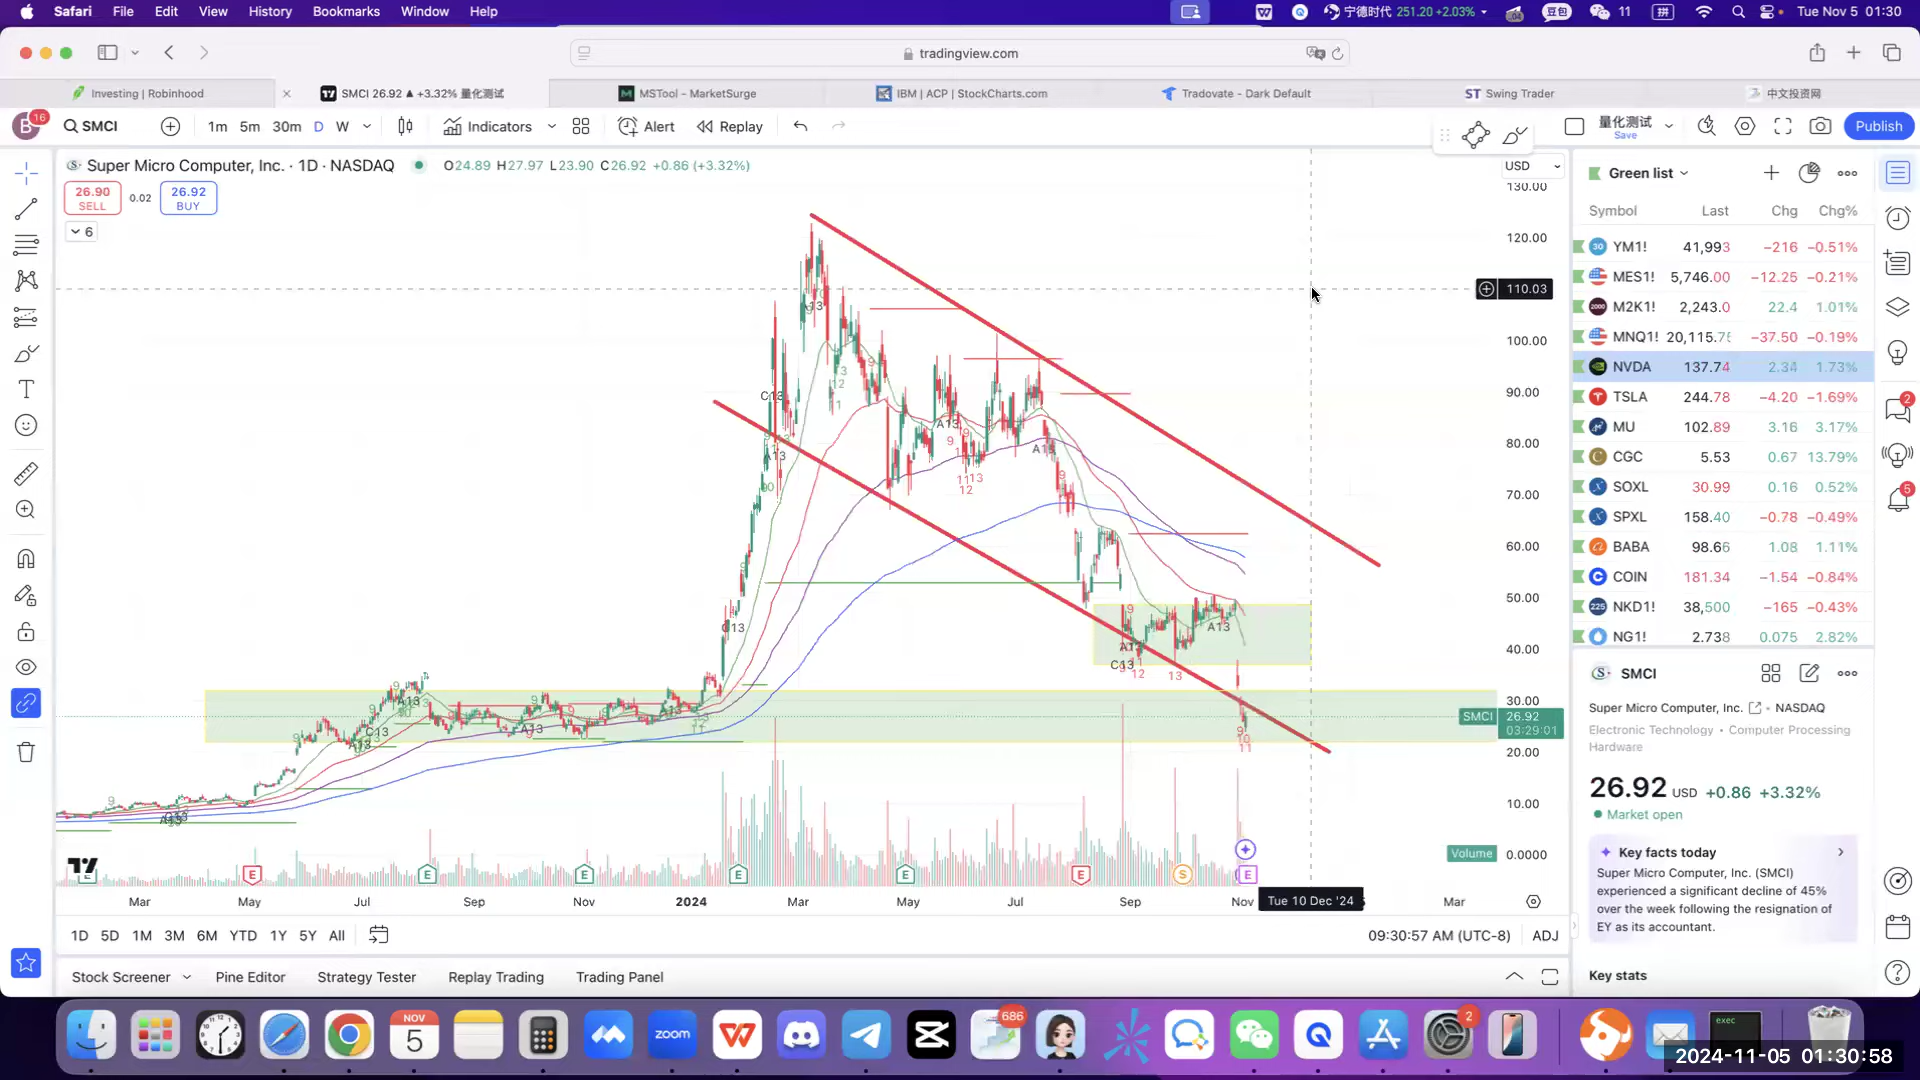 Safari File Edit View History Bookmarks Window Help 宁德时代 251.20 +2.03% 豆包 11 拼 Tue Nov 5 01:30
tradingview.com
Investing | Robinhood SMCI 26.92 ▲ +3.32% 量化测试 MSTool - MarketSurge IBM | ACP | StockCharts.com Tradovate - Dark Default ST Swing Trader 中文投资网
B 16 SMCI 1m 5m 30m D W Indicators Alert Replay 量化测试 Save Publish
Super Micro Computer, Inc. · 1D · NASDAQ O24.89 H27.97 L23.90 C26.92 +0.86 (+3.32%) USD
26.90 SELL 0.02 26.92 BUY
6
130.00
120.00
110.03
100.00
90.00
80.00
70.00
60.00
50.00
40.00
30.00
SMCI 26.92
03:29:01
20.00
10.00
Volume 0.0000
Mar May Jul Sep Nov 2024 Mar May Jul Sep Nov Tue 10 Dec '24 Mar
1D 5D 1M 3M 6M YTD 1Y 5Y All 09:30:57 AM (UTC-8) ADJ
Stock Screener Pine Editor Strategy Tester Replay Trading Trading Panel
Green list
Symbol Last Chg Chg%
YM1! 41,993 −216 −0.51%
MES1! 5,746.00 −12.25 −0.21%
M2K1! 2,243.0 22.4 1.01%
MNQ1! 20,115.75 −37.50 −0.19%
NVDA 137.74 2.34 1.73%
TSLA 244.78 −4.20 −1.69%
MU 102.89 3.16 3.17%
CGC 5.53 0.67 13.79%
SOXL 30.99 0.16 0.52%
SPXL 158.40 −0.78 −0.49%
BABA 98.66 1.08 1.11%
COIN 181.34 −1.54 −0.84%
NKD1! 38,500 −165 −0.43%
NG1! 2.738 0.075 2.82%
SMCI
Super Micro Computer, Inc. • NASDAQ
Electronic Technology • Computer Processing
Hardware
26.92 USD +0.86 +3.32%
Market open
Key facts today
Super Micro Computer, Inc. (SMCI)
experienced a significant decline of 45%
over the week following the resignation of
EY as its accountant.
Key stats
NOV 5 zoom 686 2 exec
2024-11-05 01:30:58